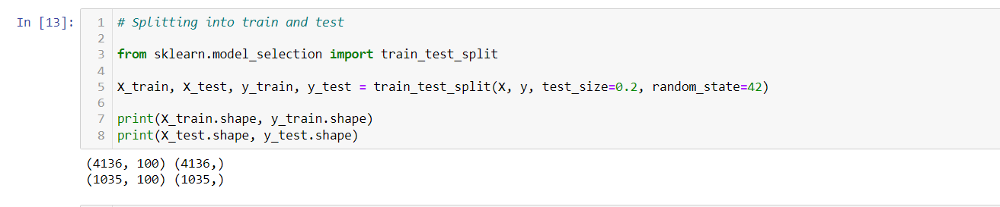 In [13]:
1 # Splitting into train and test
2
3 from sklearn.model_selection import train_test_split
4
5 X_train, X_test, y_train, y_test = train_test_split(X, y, test_size=0.2, random_state=42)
6
7 print(X_train.shape, y_train.shape)
8 print(X_test.shape, y_test.shape)
(4136, 100) (4136,)
(1035, 100) (1035,)